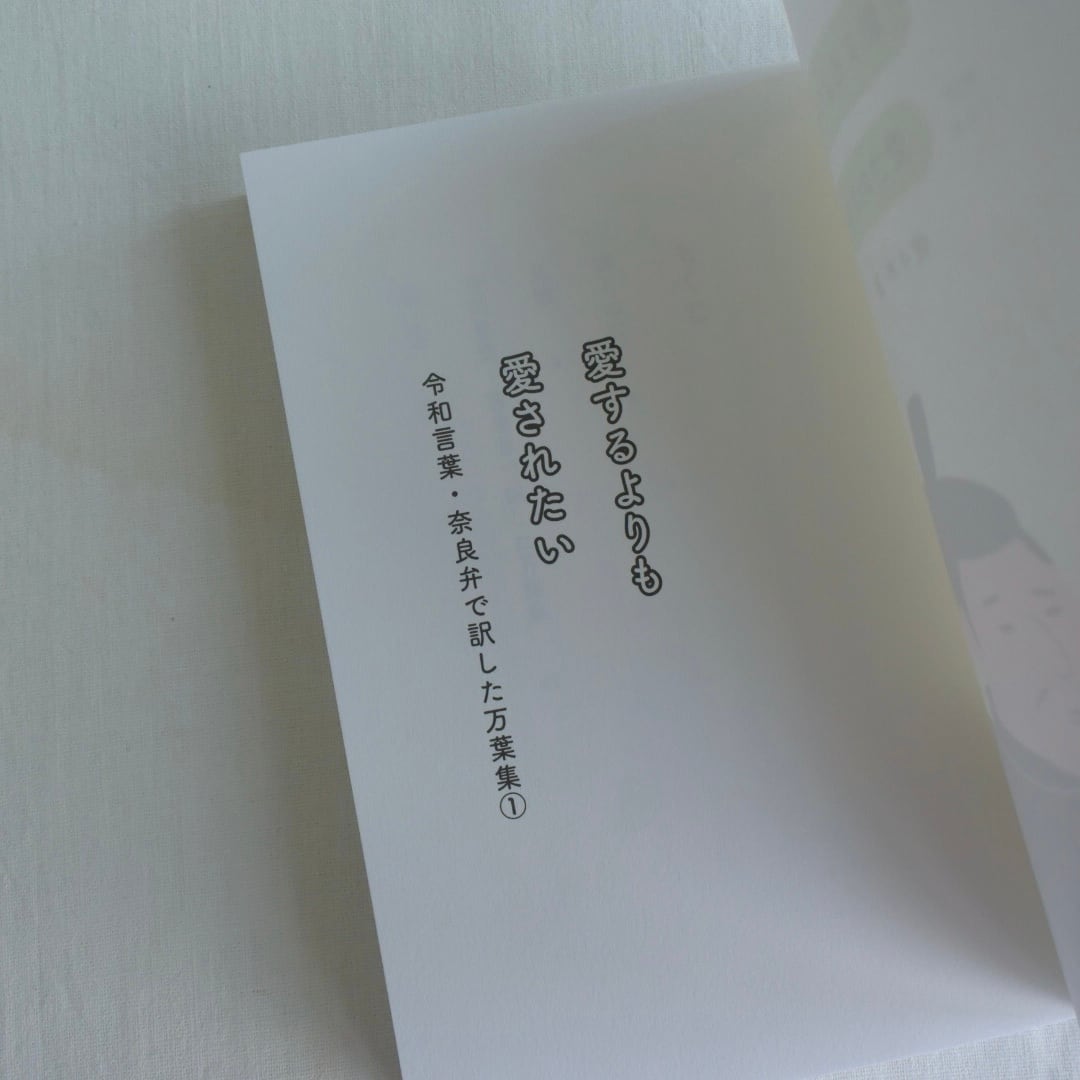 愛するよりも
愛されたい
令和言葉・奈良弁で訳した万葉集①